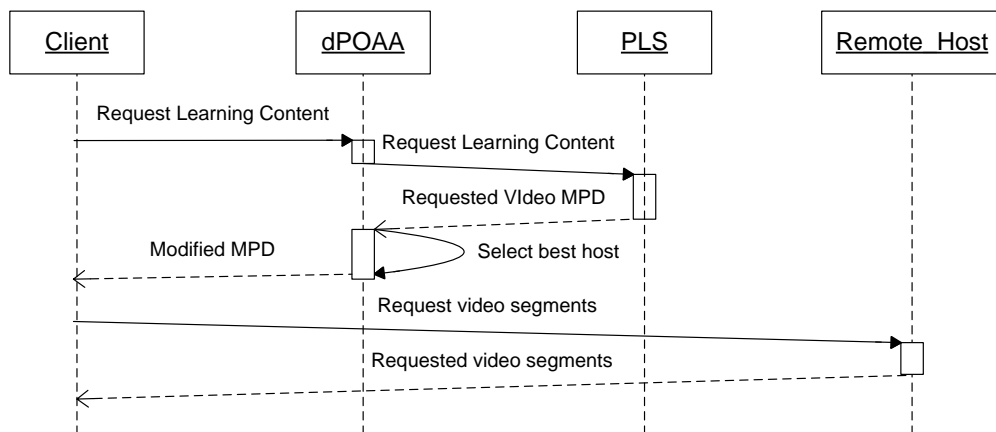 Client
dPOAA
PLS
Remote_Host
Request Learning Content
Request Learning Content
Requested VIdeo MPD
Modified MPD
Select best host
Request video segments
Requested video segments